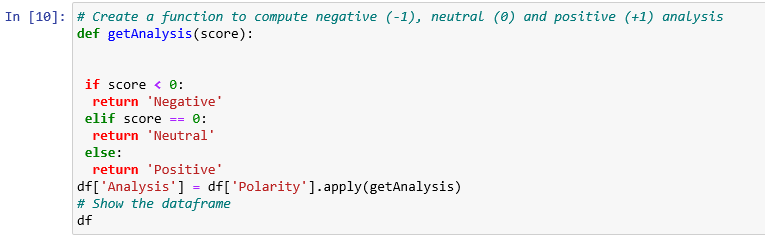 In [10]: # Create a function to compute negative (-1), neutral (0) and positive (+1) analysis
def getAnalysis(score):
 if score < 0:
  return 'Negative'
 elif score == 0:
  return 'Neutral'
 else:
  return 'Positive'
df['Analysis'] = df['Polarity'].apply(getAnalysis)
# Show the dataframe
df